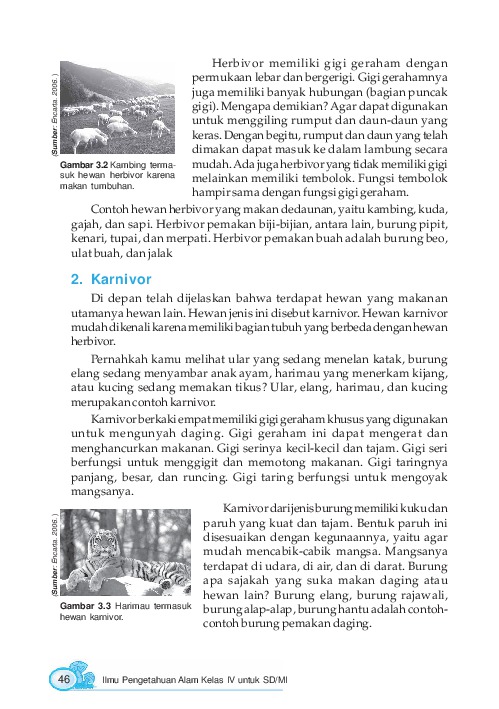 Herbivor memiliki gigi geraham dengan
permukaan lebar dan bergerigi. Gigi gerahamnya
juga memiliki banyak hubungan (bagian puncak
gigi). Mengapa demikian? Agar dapat digunakan
untuk menggiling rumput dan daun-daun yang
keras. Dengan begitu, rumput dan daun yang telah
dimakan dapat masuk ke dalam lambung secara
mudah. Ada juga herbivor yang tidak memiliki gigi
melainkan memiliki tembolok. Fungsi tembolok
hampir sama dengan fungsi gigi geraham.
(Sumber: Encarta, 2006.)
Gambar 3.2 Kambing terma-
suk hewan herbivor karena
makan tumbuhan.
Contoh hewan herbivor yang makan dedaunan, yaitu kambing, kuda,
gajah, dan sapi. Herbivor pemakan biji-bijian, antara lain, burung pipit,
kenari, tupai, dan merpati. Herbivor pemakan buah adalah burung beo,
ulat buah, dan jalak
2. Karnivor
Di depan telah dijelaskan bahwa terdapat hewan yang makanan
utamanya hewan lain. Hewan jenis ini disebut karnivor. Hewan karnivor
mudah dikenali karena memiliki bagian tubuh yang berbeda dengan hewan
herbivor.
Pernahkah kamu melihat ular yang sedang menelan katak, burung
elang sedang menyambar anak ayam, harimau yang menerkam kijang,
atau kucing sedang memakan tikus? Ular, elang, harimau, dan kucing
merupakan contoh karnivor.
Karnivor berkaki empat memiliki gigi geraham khusus yang digunakan
untuk mengunyah daging. Gigi geraham ini dapat mengerat dan
menghancurkan makanan. Gigi serinya kecil-kecil dan tajam. Gigi seri
berfungsi untuk menggigit dan memotong makanan. Gigi taringnya
panjang, besar, dan runcing. Gigi taring berfungsi untuk mengoyak
mangsanya.
Karnivor dari jenis burung memiliki kuku dan
paruh yang kuat dan tajam. Bentuk paruh ini
disesuaikan dengan kegunaannya, yaitu agar
mudah mencabik-cabik mangsa. Mangsanya
terdapat di udara, di air, dan di darat. Burung
apa sajakah yang suka makan daging atau
hewan lain? Burung elang, burung rajawali,
burung alap-alap, burung hantu adalah contoh-
contoh burung pemakan daging.
(Sumber: Encarta, 2006.)
Gambar 3.3 Harimau termasuk
hewan karnivor.
46 Ilmu Pengetahuan Alam Kelas IV untuk SD/MI